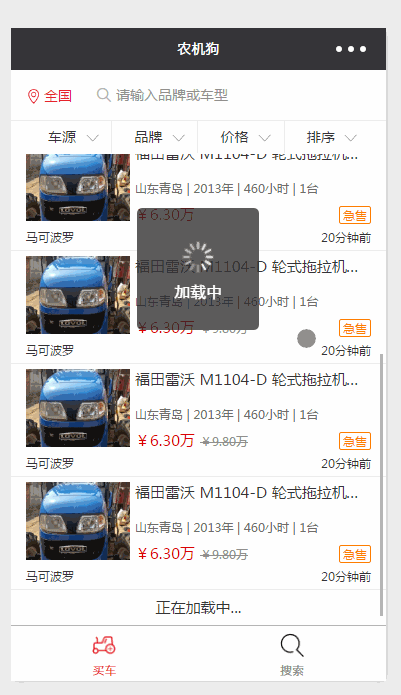 农机狗
全国 请输入品牌或车型
车源 品牌 价格 排序
福田雷沃 M1104-D 轮式拖拉机...
山东青岛 | 2013年 | 460小时 | 1台
￥6.30万 急售
马可波罗 20分钟前
福田雷沃 M1104-D 轮式拖拉机...
山东青岛 | 2013年 | 460小时 | 1台
￥6.30万 ￥9.80万 急售
马可波罗 20分钟前
加载中
福田雷沃 M1104-D 轮式拖拉机...
山东青岛 | 2013年 | 460小时 | 1台
￥6.30万 ￥9.80万 急售
马可波罗 20分钟前
福田雷沃 M1104-D 轮式拖拉机...
山东青岛 | 2013年 | 460小时 | 1台
￥6.30万 ￥9.80万 急售
马可波罗 20分钟前
正在加载中...
买车 搜索